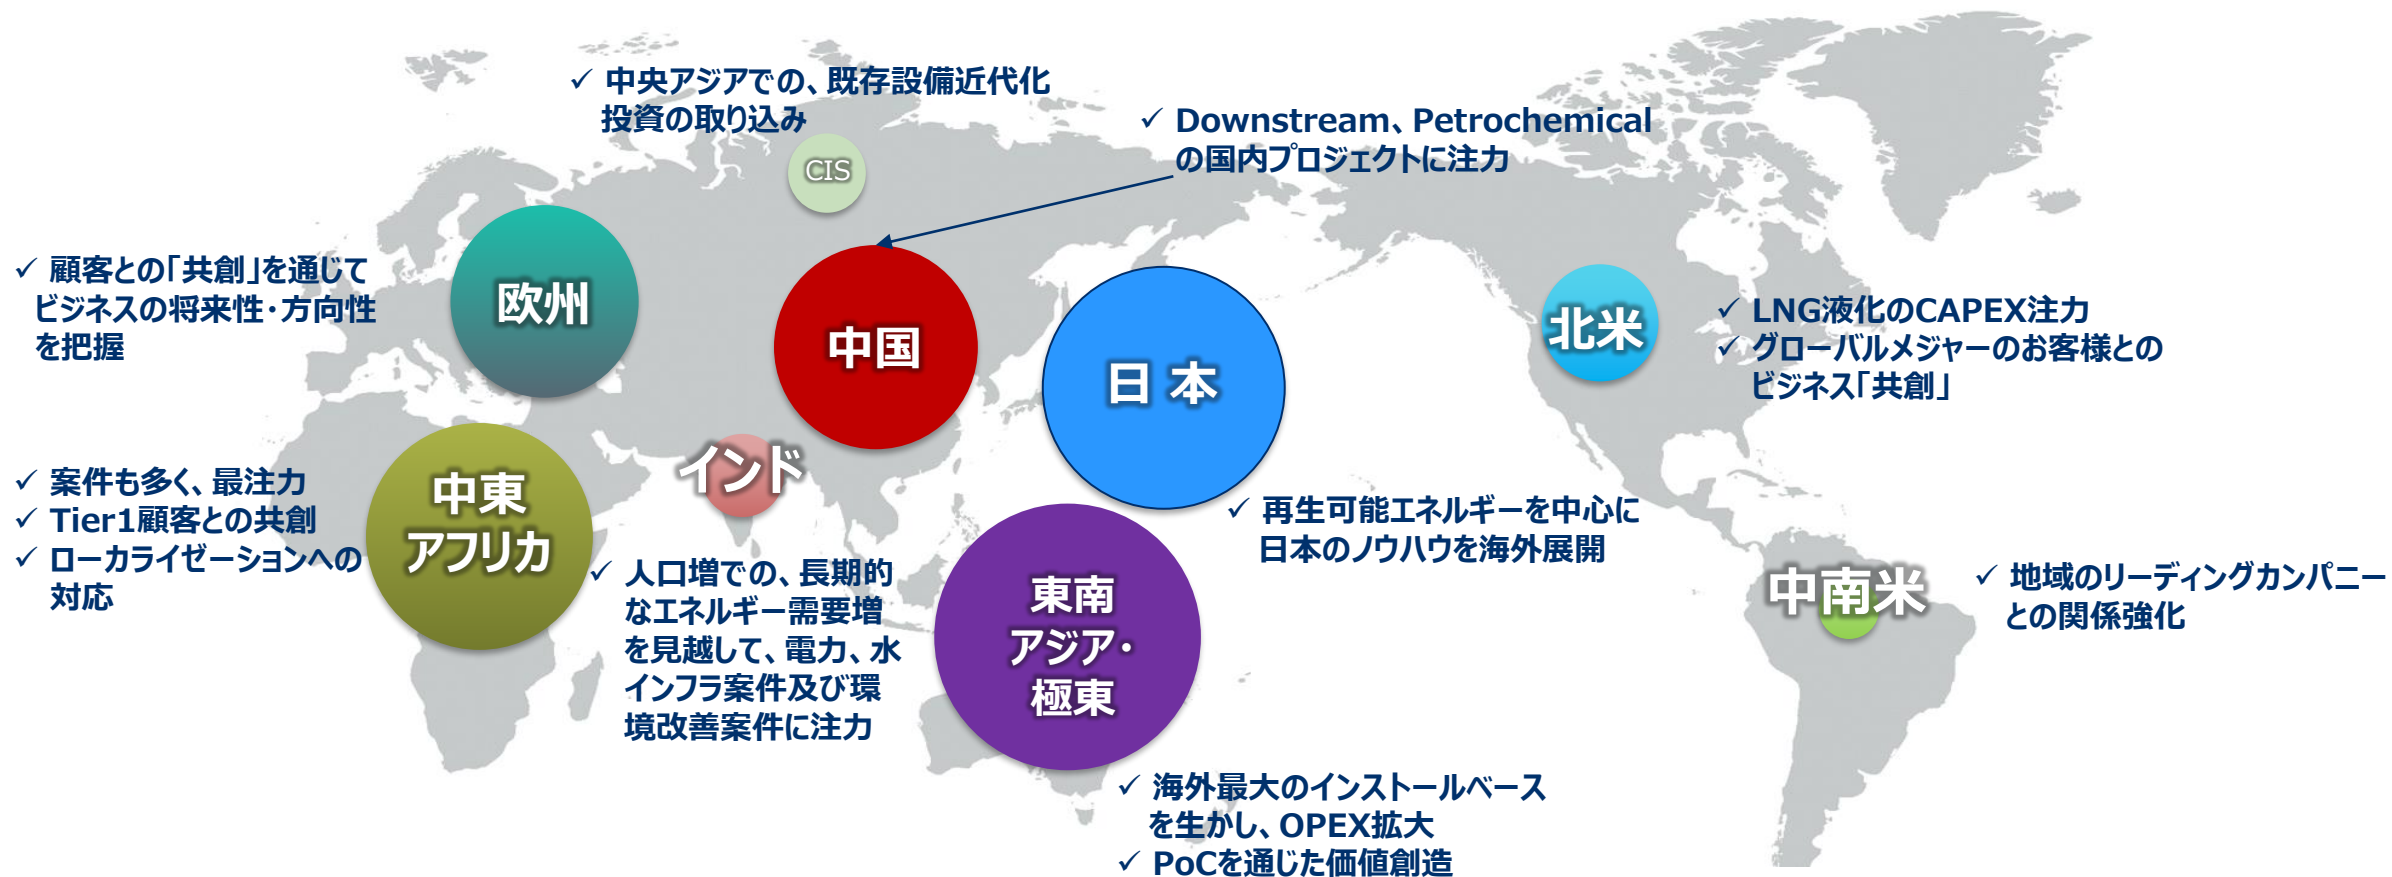 ✓ 中央アジアでの、既存設備近代化
投資の取り込み
CIS
✓ Downstream、Petrochemical
の国内プロジェクトに注力
✓ 顧客との「共創」を通じて
ビジネスの将来性・方向性
を把握
欧州
中国
日 本
北米
✓ LNG液化のCAPEX注力
✓ グローバルメジャーのお客様との
ビジネス「共創」
✓ 案件も多く、最注力
✓ Tier1顧客との共創
✓ ローカライゼーションへの
対応
中東
アフリカ
インド
✓ 人口増での、長期的
なエネルギー需要増
を見越して、電力、水
インフラ案件及び環
境改善案件に注力
✓ 再生可能エネルギーを中心に
日本のノウハウを海外展開
東南
アジア・
極東
中南米
✓ 地域のリーディングカンパニー
との関係強化
✓ 海外最大のインストールベース
を生かし、OPEX拡大
✓ PoCを通じた価値創造